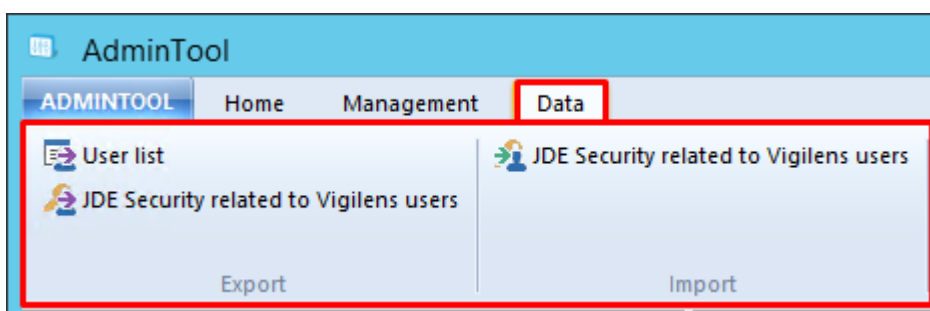 AdminTool
ADMINTOOL Home Management Data
User list
JDE Security related to Vigilens users
Export
JDE Security related to Vigilens users
Import